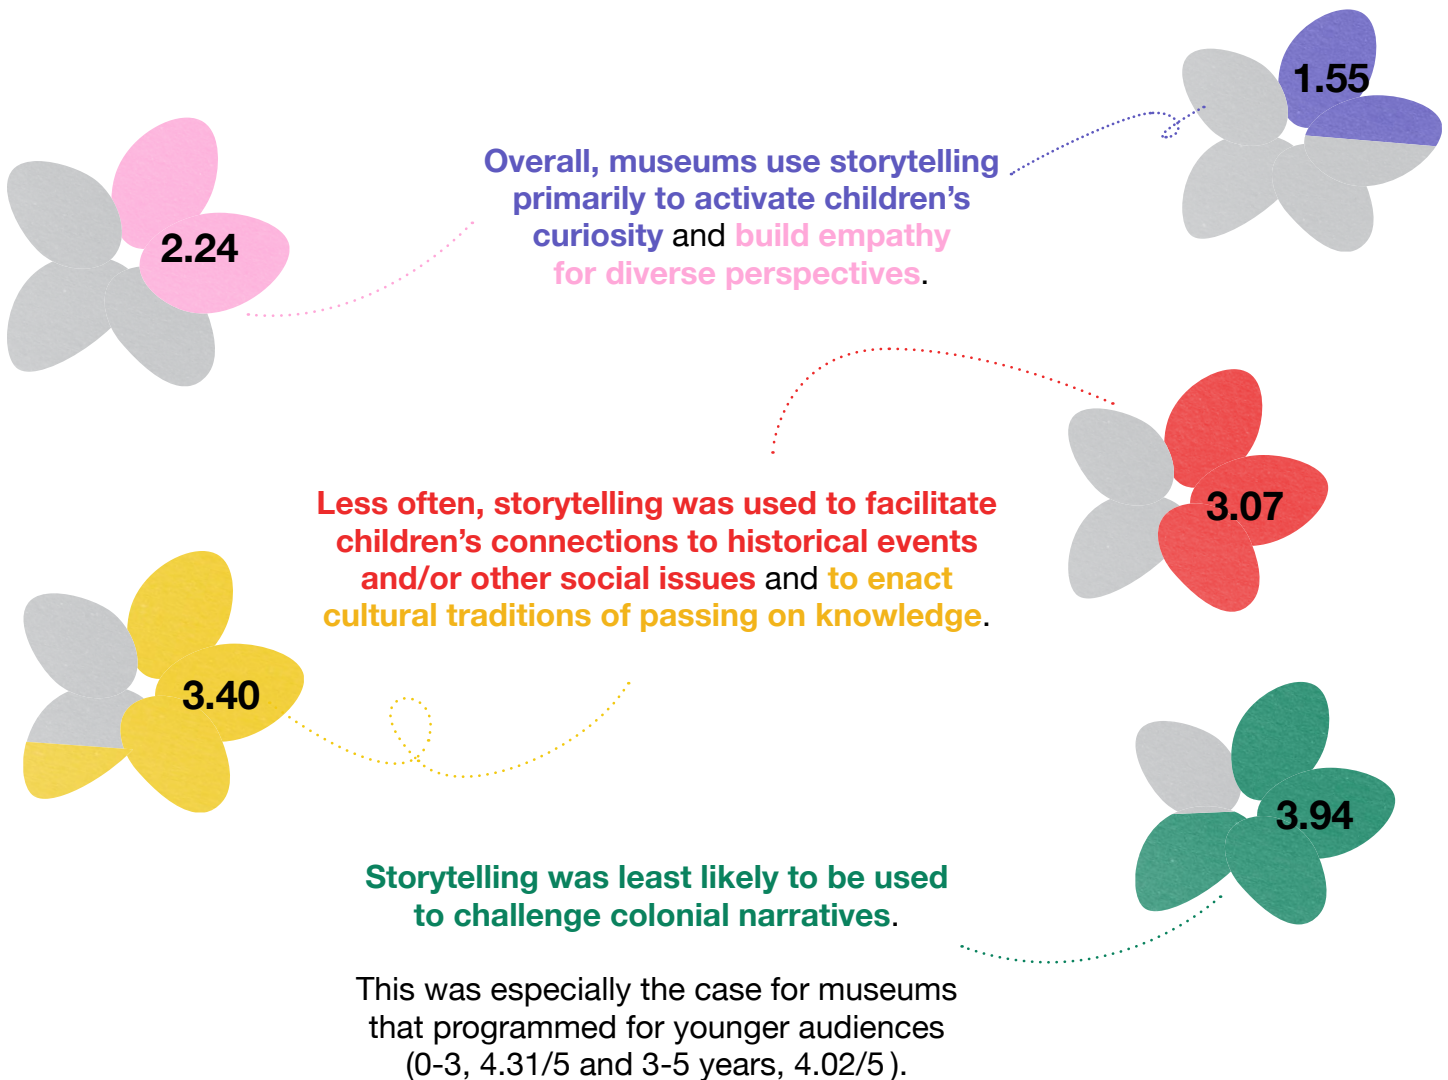 1.55
2.24
Overall, museums use storytelling
primarily to activate children’s
curiosity and build empathy
for diverse perspectives.
3.07
Less often, storytelling was used to facilitate
children’s connections to historical events
and/or other social issues and to enact
cultural traditions of passing on knowledge.
3.40
3.94
Storytelling was least likely to be used
to challenge colonial narratives.
This was especially the case for museums
that programmed for younger audiences
(0-3, 4.31/5 and 3-5 years, 4.02/5 ).